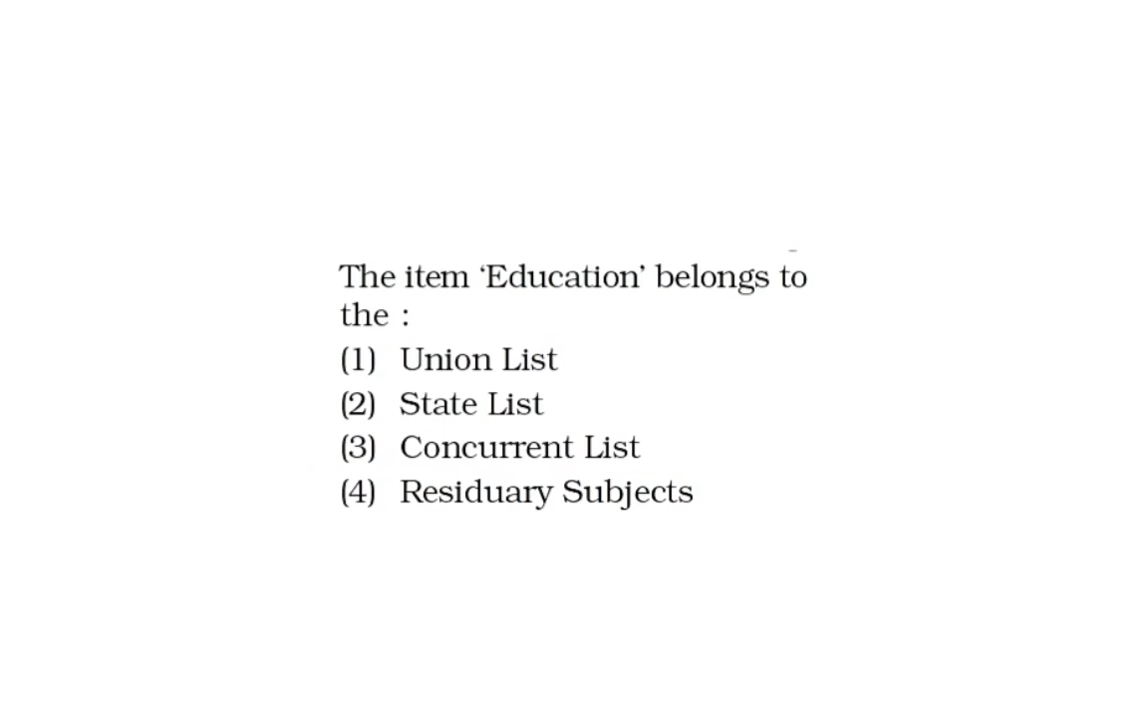 The item ‘Education’ belongs to
the :
(1) Union List
(2) State List
(3) Concurrent List
(4) Residuary Subjects